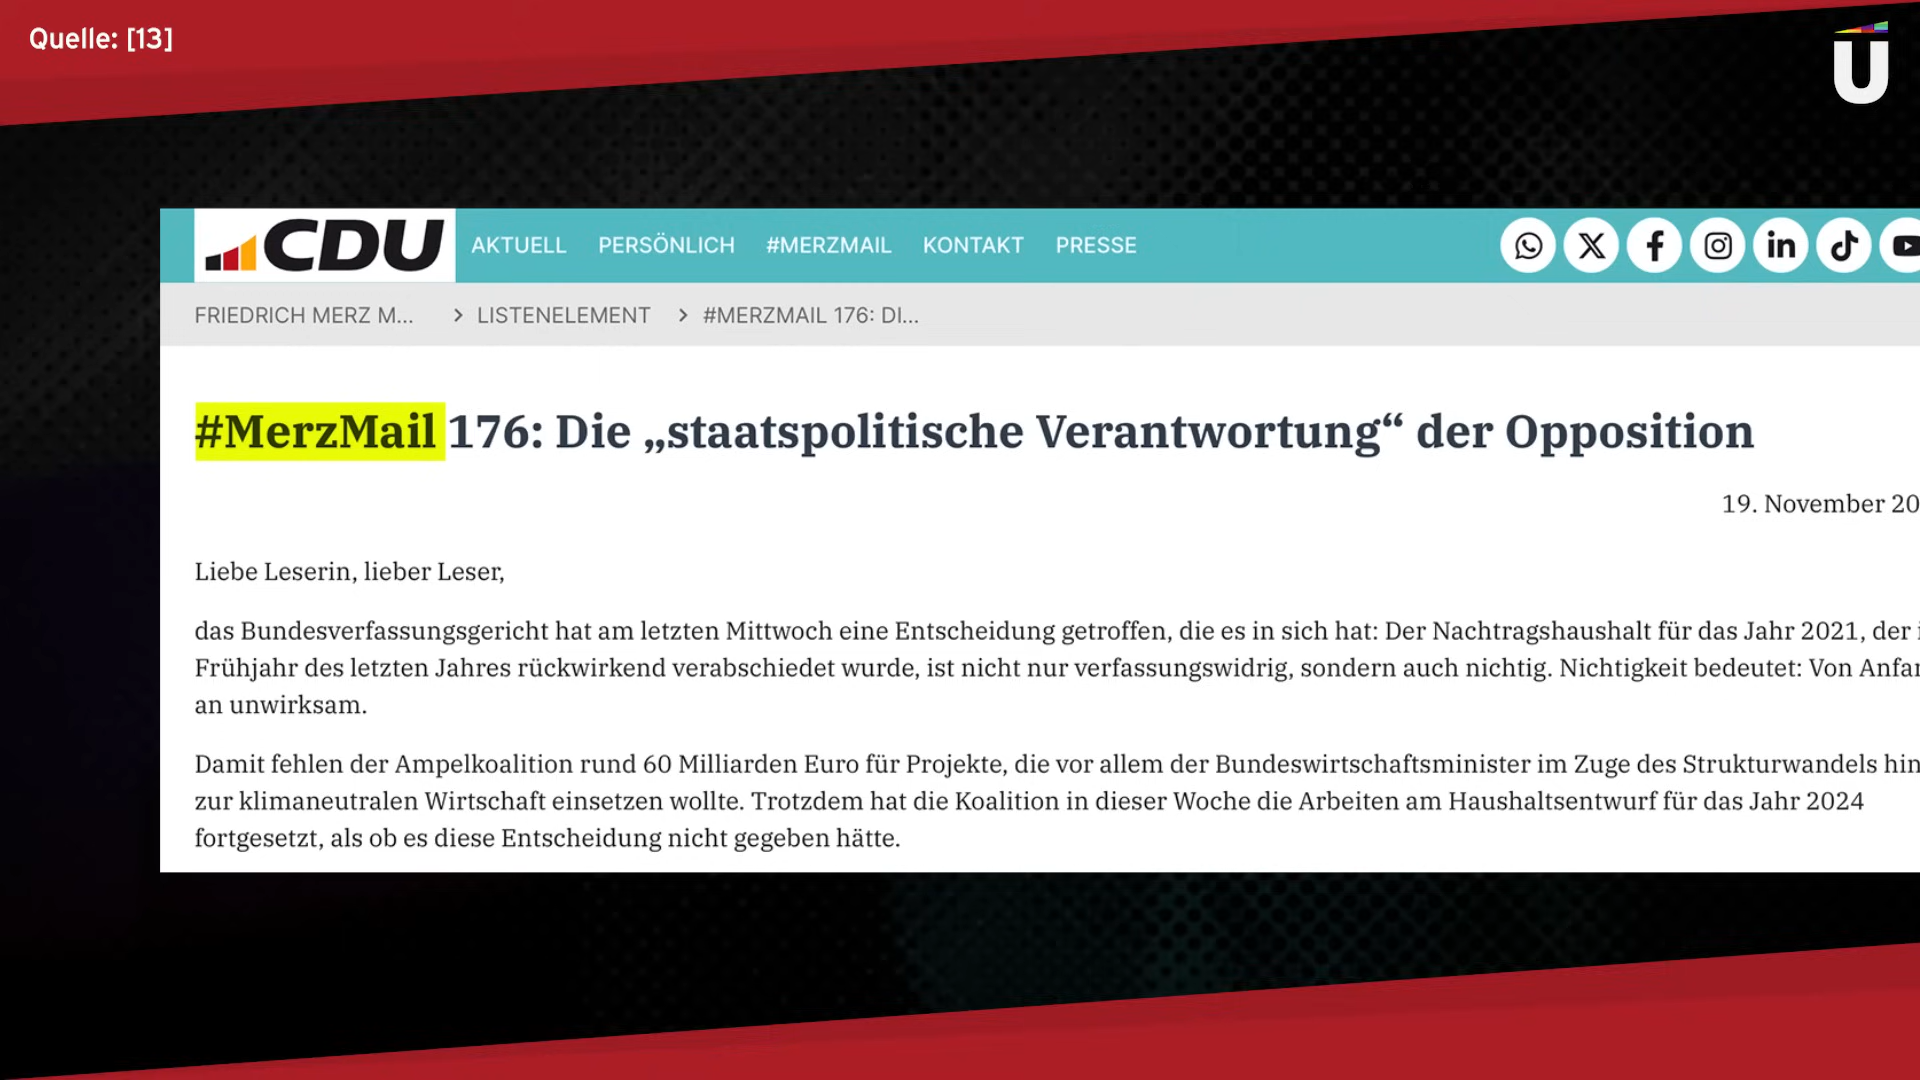 Quelle: [13]
Ü
CDU AKTUELL PERSÖNLICH #MERZMAIL KONTAKT PRESSE
FRIEDRICH MERZ M... > LISTENELEMENT > #MERZMAIL 176: DI...
#MerzMail 176: Die „staatspolitische Verantwortung“ der Opposition
19. November 20
Liebe Leserin, lieber Leser,
das Bundesverfassungsgericht hat am letzten Mittwoch eine Entscheidung getroffen, die es in sich hat: Der Nachtragshaushalt für das Jahr 2021, der
Frühjahr des letzten Jahres rückwirkend verabschiedet wurde, ist nicht nur verfassungswidrig, sondern auch nichtig. Nichtigkeit bedeutet: Von Anfan
an unwirksam.
Damit fehlen der Ampelkoalition rund 60 Milliarden Euro für Projekte, die vor allem der Bundeswirtschaftsminister im Zuge des Strukturwandels hin
zur klimaneutralen Wirtschaft einsetzen wollte. Trotzdem hat die Koalition in dieser Woche die Arbeiten am Haushaltsentwurf für das Jahr 2024
fortgesetzt, als ob es diese Entscheidung nicht gegeben hätte.